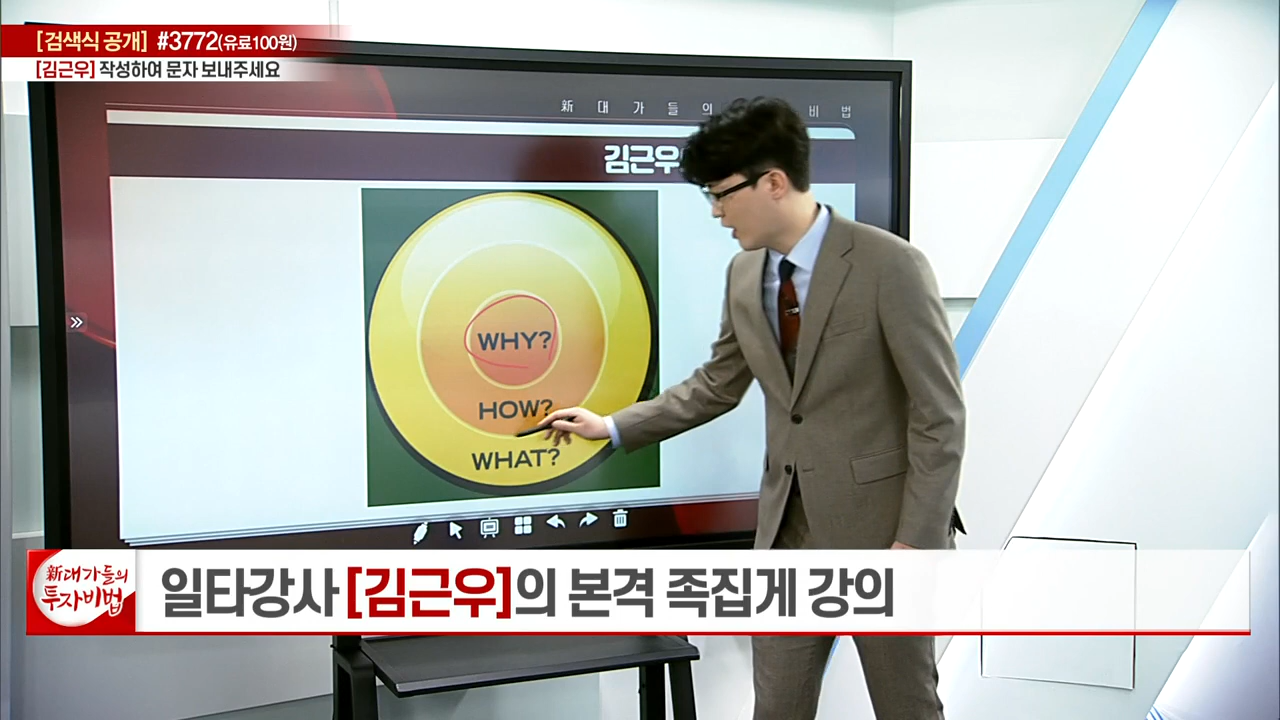 [검색식 공개] #3772(유료100원)
[김근우] 작성하여 문자 보내주세요
新 대 가 들 의 비 법
김근우
WHY?
HOW?
WHAT?
新대가들의
투자비법
일타강사 [김근우]의 본격 족집게 강의